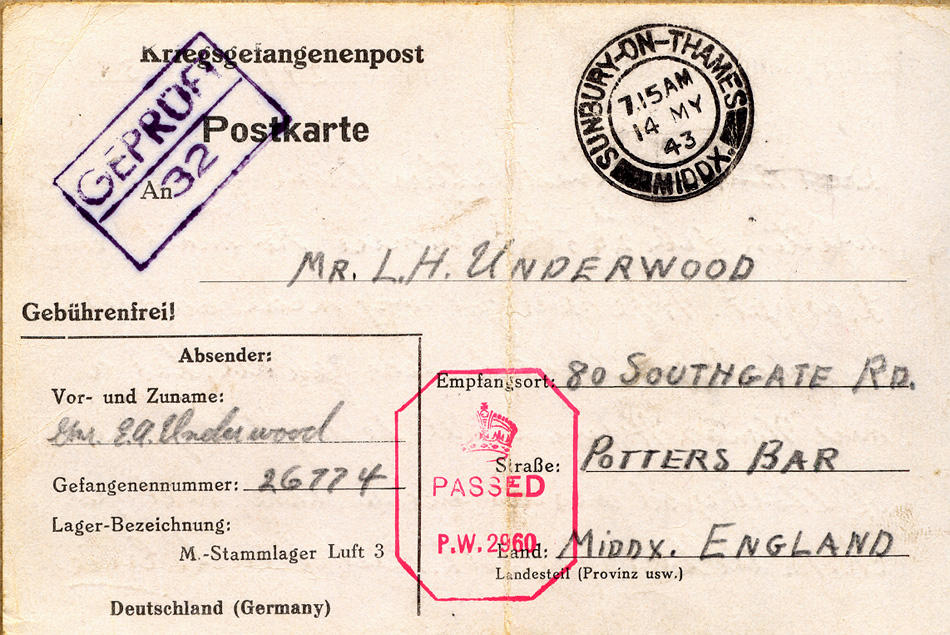 Kriegsgefangenenpost
GEPRÜFT
32
Postkarte
SUNBURY-ON-THAMES
7.15 AM
14 MY
43
MIDDX.
An
MR. L.H. UNDERWOOD
Gebührenfrei!
Absender:
Vor- und Zuname:
E.A. Underwood
Gefangenennummer: 26774
Lager-Bezeichnung:
M.-Stammlager Luft 3
Deutschland (Germany)
Empfangsort: 80 SOUTHGATE RD.
Straße: POTTERS BAR
PASSED
P.W. 2960
Land: MIDDX. ENGLAND
Landesteil (Provinz usw.)